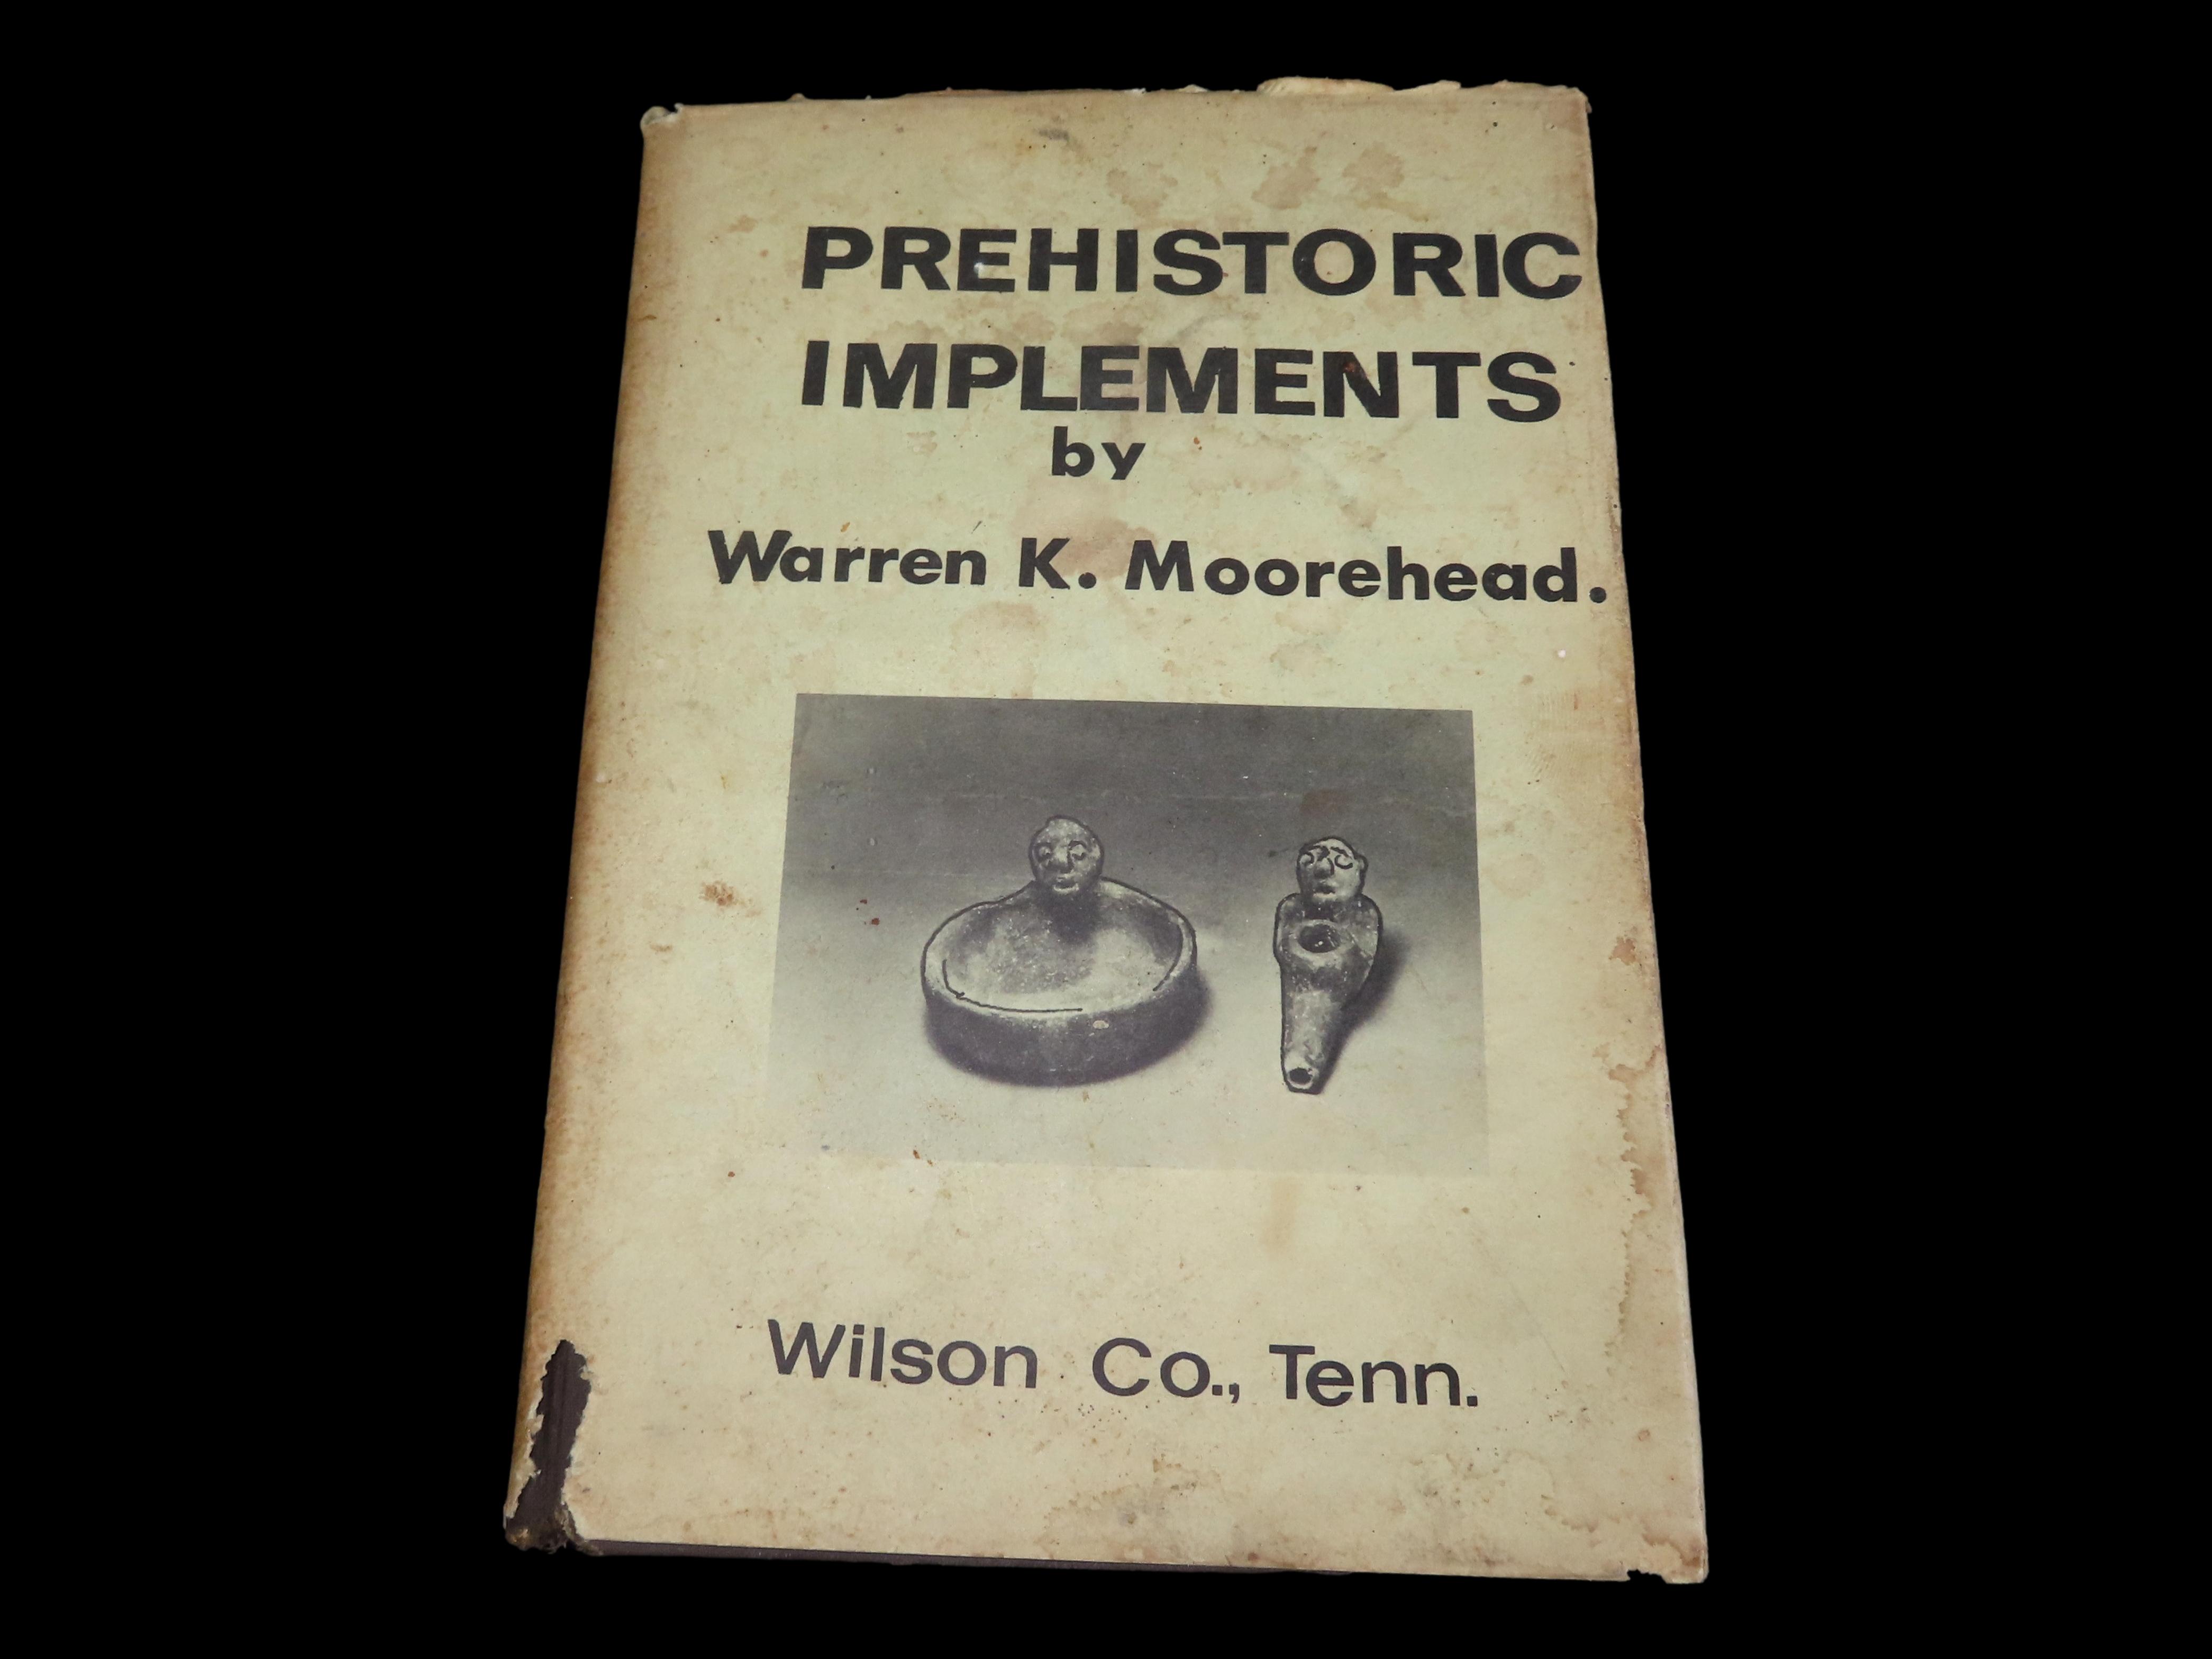 PREHISTORIC
IMPLEMENTS
by
Warren K. Moorehead.
Wilson Co., Tenn.